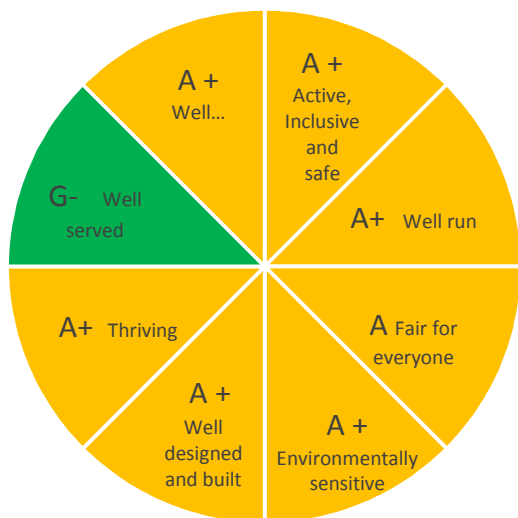 A +
Active,
Inclusive
and
safe
A+ Well run
A Fair for
everyone
A +
Environmentally
sensitive
A +
Well
designed
and built
A+ Thriving
G- Well
served
A +
Well…